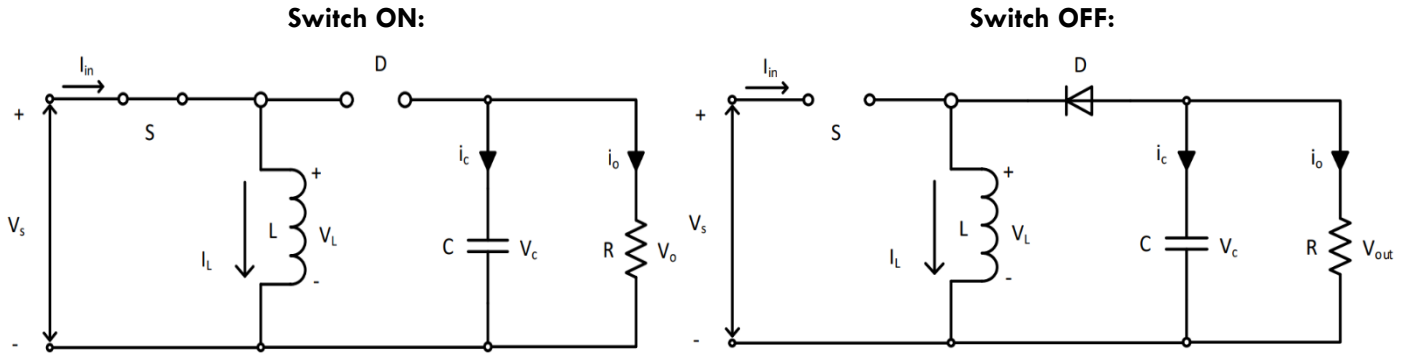 Switch ON:
Switch OFF:
I_in
D
+
S
i_c
i_o
+
V_s
L
V_L
I_L
C
V_c
R
V_o
-
-
I_in
D
+
S
i_c
i_o
+
V_s
L
V_L
I_L
C
V_c
R
V_out
-
-